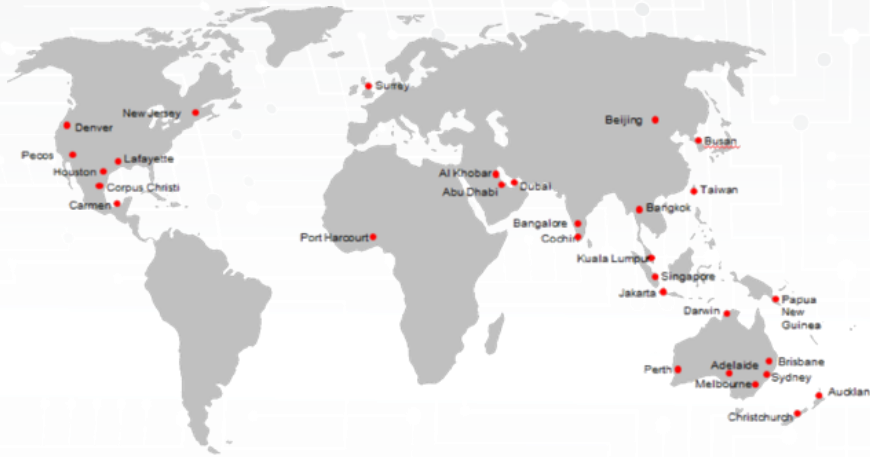 Surrey
New Jersey
Denver
Pecos
Lafayette
Houston
Corpus Christi
Carmen
Beijing
Busan
Al Khobar
Dubai
Abu Dhabi
Taiwan
Bangkok
Bangalore
Cochin
Port Harcourt
Kuala Lumpur
Singapore
Jakarta
Papua
New
Guinea
Darwin
Perth
Adelaide
Brisbane
Sydney
Melbourne
Aucklan
Christchurch